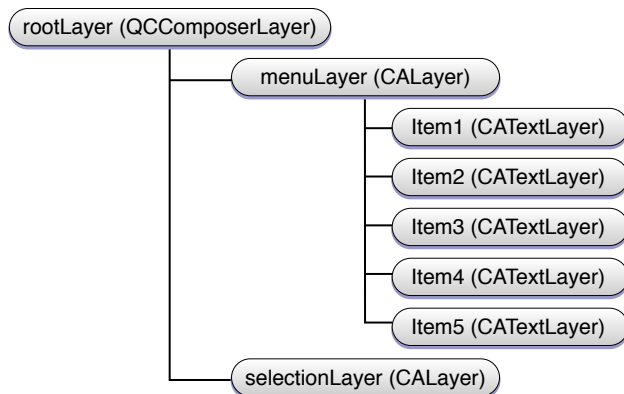 rootLayer (QCComposerLayer)
menuLayer (CALayer)
Item1 (CATextLayer)
Item2 (CATextLayer)
Item3 (CATextLayer)
Item4 (CATextLayer)
Item5 (CATextLayer)
selectionLayer (CALayer)